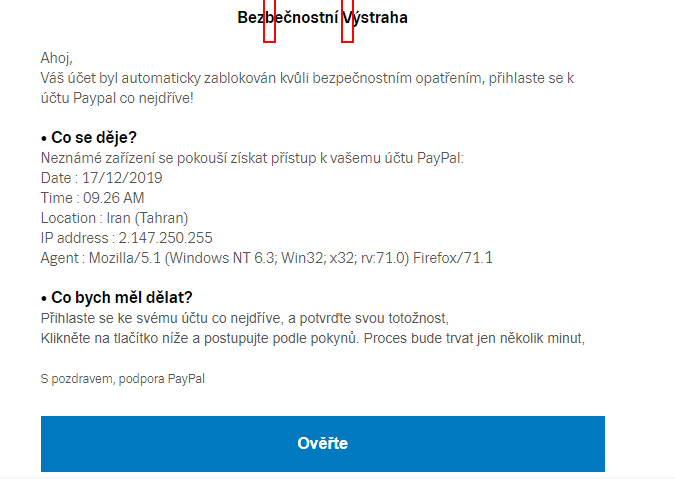 Bezbečnostní Výstraha
Ahoj,
Váš účet byl automaticky zablokován kvůli bezpečnostním opatřením, přihlaste se k
účtu Paypal co nejdříve!
• Co se děje?
Neznámé zařízení se pokouší získat přístup k vašemu účtu PayPal:
Date : 17/12/2019
Time : 09.26 AM
Location : Iran (Tahran)
IP address : 2.147.250.255
Agent : Mozilla/5.1 (Windows NT 6.3; Win32; x32; rv:71.0) Firefox/71.1
• Co bych měl dělat?
Přihlaste se ke svému účtu co nejdříve, a potvrďte svou totožnost,
Klikněte na tlačítko níže a postupujte podle pokynů. Proces bude trvat jen několik minut,
S pozdravem, podpora PayPal
Ověřte